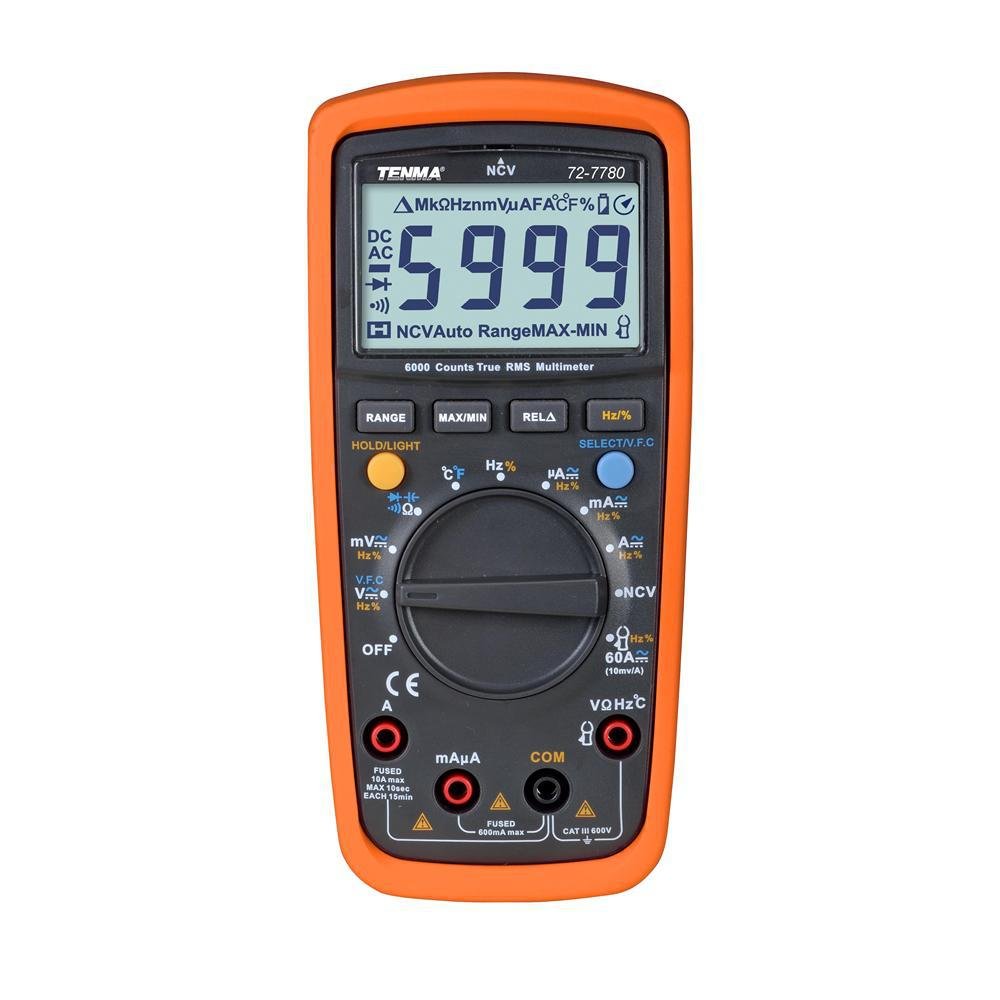 TENMA® NCV 72-7780
ΔMkΩHznmVµAFA°C°F%
DC
AC
5999
H NCVAuto RangeMAX-MIN
6000 Counts True RMS Multimeter
RANGE MAX/MIN RELΔ Hz/%
HOLD/LIGHT SELECT/V.F.C
°C°F Hz% µA Hz%
Ω mA Hz%
mV Hz% A Hz%
V.F.C
V Hz% NCV
OFF Hz%
60A
(10mv/A)
CE
A VΩHz°C
mAµA COM
FUSED
10A max
MAX 10sec
EACH 15min
FUSED
600mA max
CAT III 600V